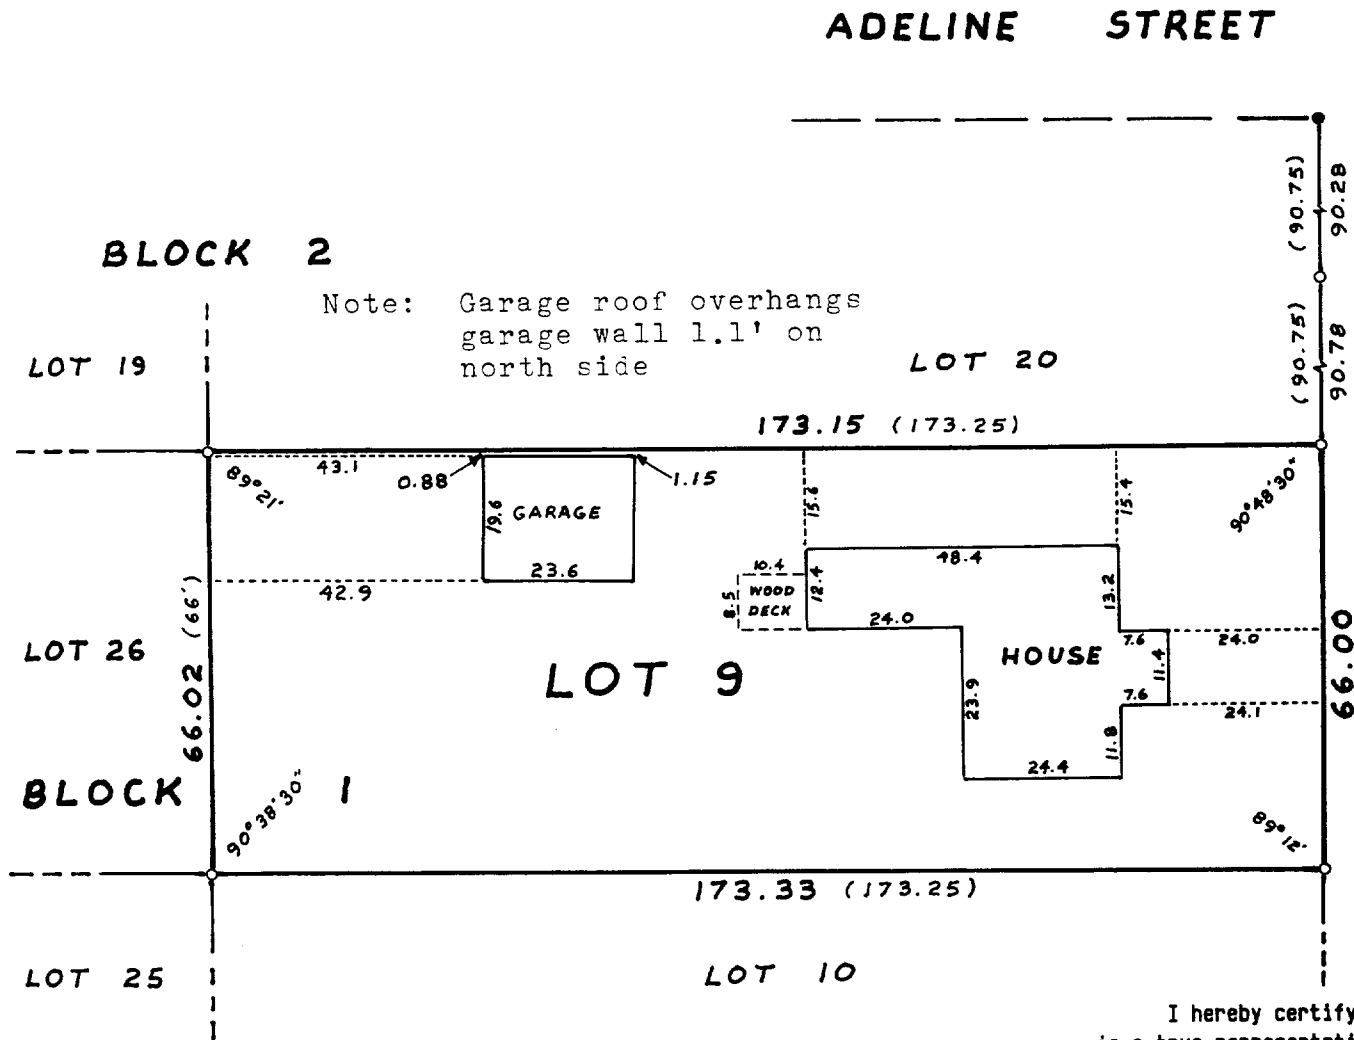 ADELINE STREET
(90.75)
90.28
BLOCK 2
Note: Garage roof overhangs
garage wall 1.1' on
north side
(90.75)
90.78
LOT 19
LOT 20
173.15 (173.25)
43.1
0.88
1.15
89°21'
90°48'30"
15.6
15.4
19.6
GARAGE
23.6
42.9
48.4
10.4
12.4
13.2
8.5
WOOD
DECK
24.0
7.6
24.0
66.02 (66')
LOT 26
LOT 9
HOUSE
11.4
66.00
23.9
7.6
24.1
11.8
24.4
BLOCK 1
90°38'30"
89°12'
173.33 (173.25)
LOT 25
LOT 10
I hereby certify